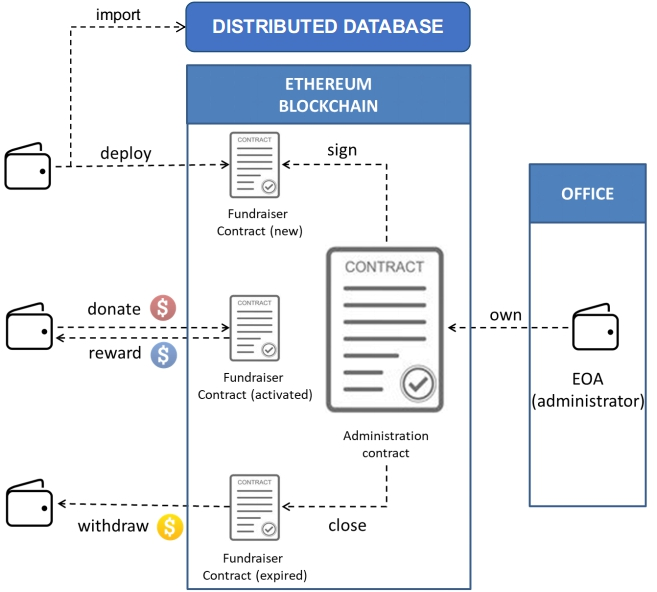 import
DISTRIBUTED DATABASE
ETHEREUM
BLOCKCHAIN
deploy
CONTRACT
sign
Fundraiser
Contract (new)
OFFICE
CONTRACT
donate $
CONTRACT
own
reward $
Fundraiser
Contract (activated)
EOA
(administrator)
Administration
contract
CONTRACT
withdraw $
close
Fundraiser
Contract (expired)